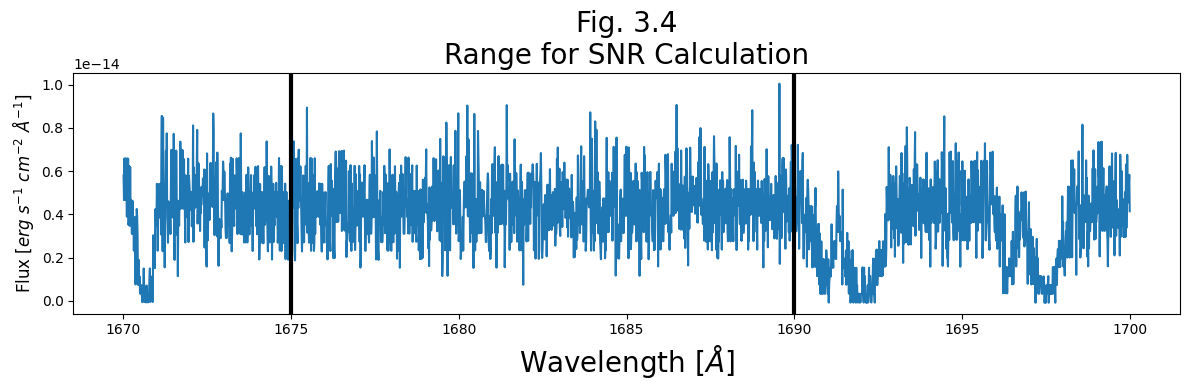 Fig. 3.4
Range for SNR Calculation
1e−14
1.0
0.8
0.6
0.4
0.2
0.0
Flux [erg s⁻¹ cm⁻² Å⁻¹]
1670 1675 1680 1685 1690 1695 1700
Wavelength [Å]